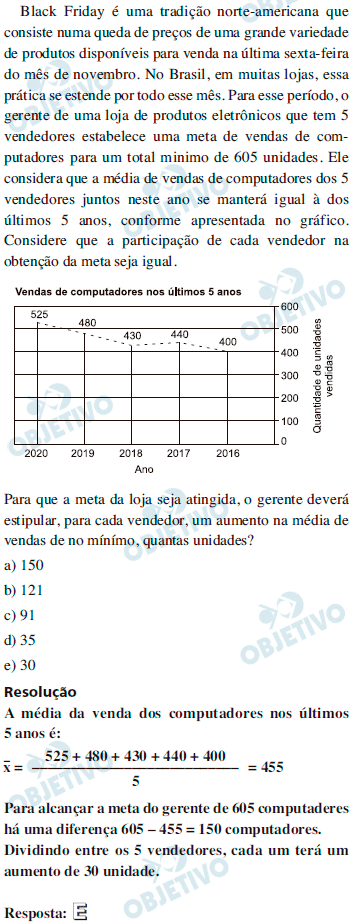 Black Friday é uma tradição norte-americana que
consiste numa queda de preços de uma grande variedade
de produtos disponíveis para venda na última sexta-feira
do mês de novembro. No Brasil, em muitas lojas, essa
prática se estende por todo esse mês. Para esse período, o
gerente de uma loja de produtos eletrônicos que tem 5
vendedores estabelece uma meta de vendas de com-
putadores para um total minimo de 605 unidades. Ele
considera que a média de vendas de computadores dos 5
vendedores juntos neste ano se manterá igual à dos
últimos 5 anos, conforme apresentada no gráfico.
Considere que a participação de cada vendedor na
obtenção da meta seja igual.
Vendas de computadores nos últimos 5 anos
525
480
430
440
400
600
500
400
300
200
100
0
Quantidade de unidades
vendidas
2020 2019 2018 2017 2016
Ano
Para que a meta da loja seja atingida, o gerente deverá
estipular, para cada vendedor, um aumento na média de
vendas de no mínímo, quantas unidades?
a) 150
b) 121
c) 91
d) 35
e) 30
Resolução
A média da venda dos computadores nos últimos
5 anos é:
x̅ = 525 + 480 + 430 + 440 + 400 / 5 = 455
Para alcançar a meta do gerente de 605 computaderes
há uma diferença 605 – 455 = 150 computadores.
Dividindo entre os 5 vendedores, cada um terá um
aumento de 30 unidade.
Resposta: E
OBJETIVO
OBJETIVO
OBJETIVO
OBJETIVO
OBJETIVO
OBJETIVO
OBJETIVO
OBJETIVO